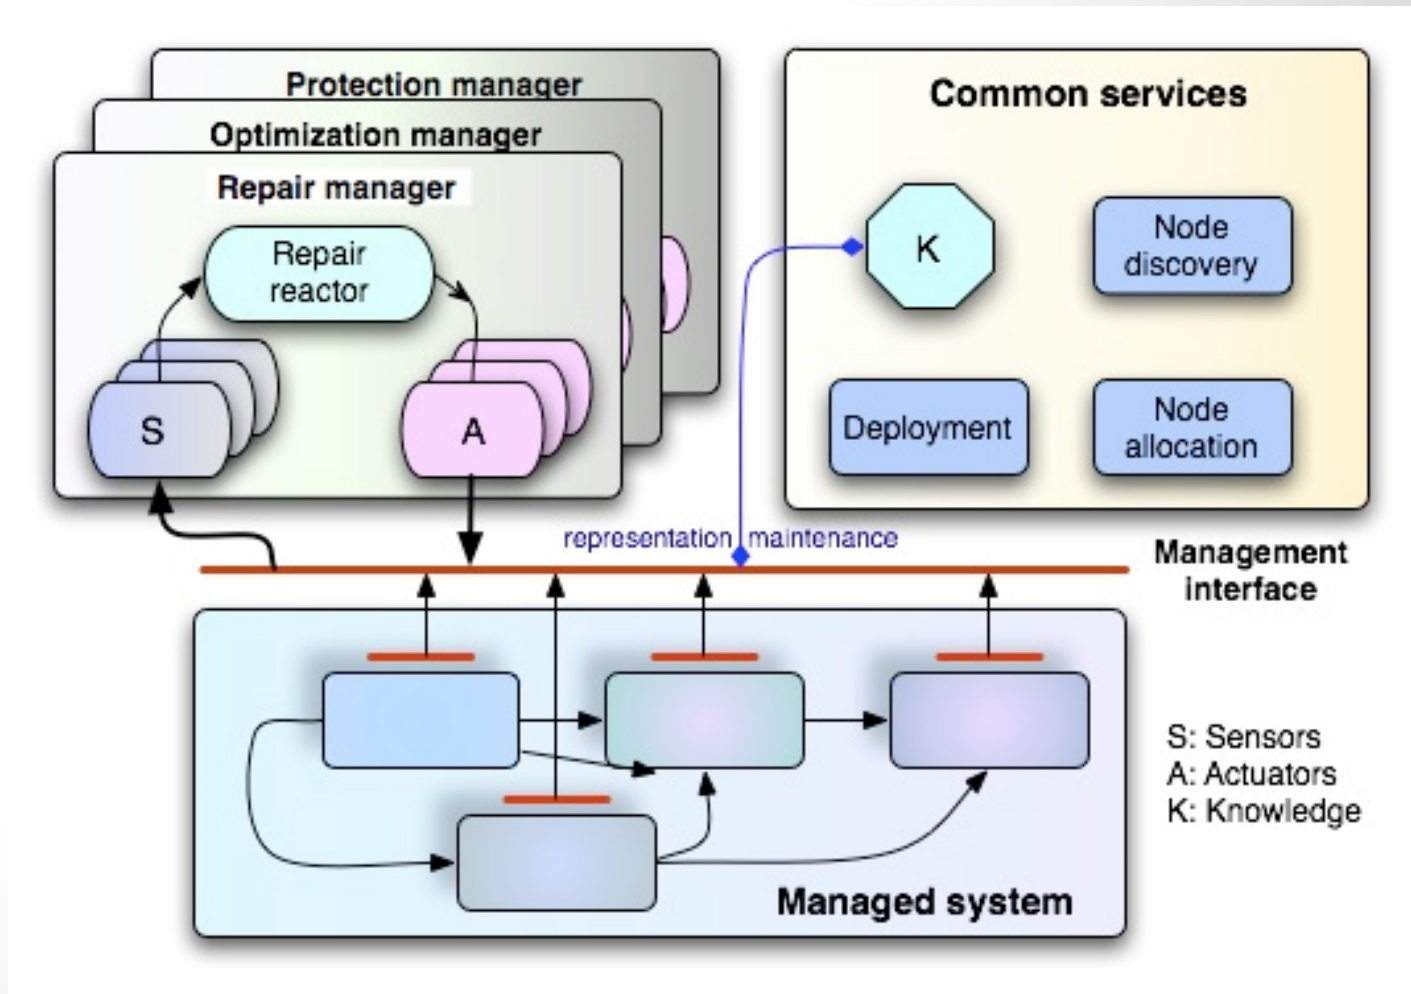 Protection manager
Optimization manager
Repair manager
Repair
reactor
S
A
Common services
K
Node
discovery
Deployment
Node
allocation
representation maintenance
Management
interface
S: Sensors
A: Actuators
K: Knowledge
Managed system